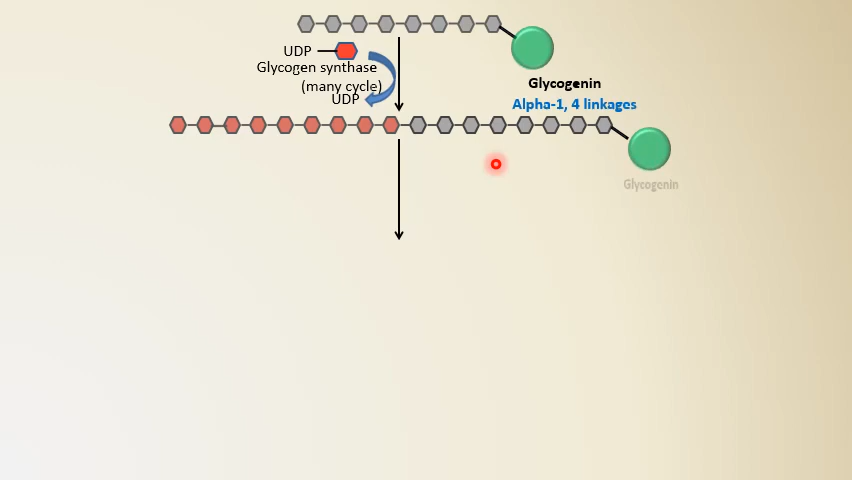 UDP
Glycogen synthase
(many cycle)
UDP
Glycogenin
Alpha-1, 4 linkages
Glycogenin